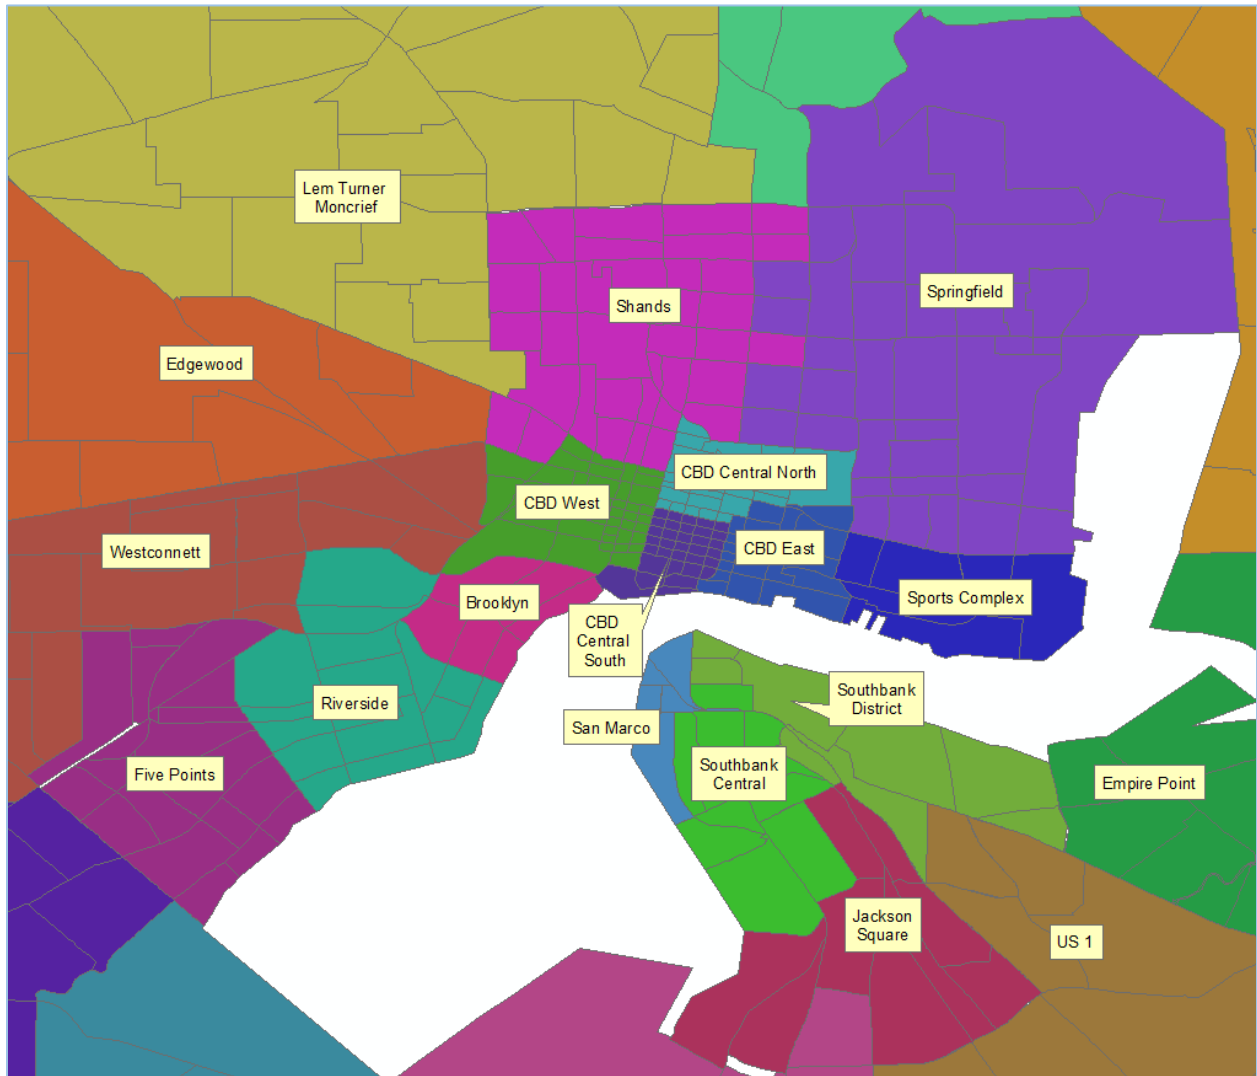 Lem Turner
Moncrief
Springfield
Shands
Edgewood
CBD Central North
CBD West
CBD East
Westconnett
Sports Complex
Brooklyn
CBD
Central
South
Southbank
District
Riverside
San Marco
Southbank
Central
Five Points
Empire Point
Jackson
Square
US 1